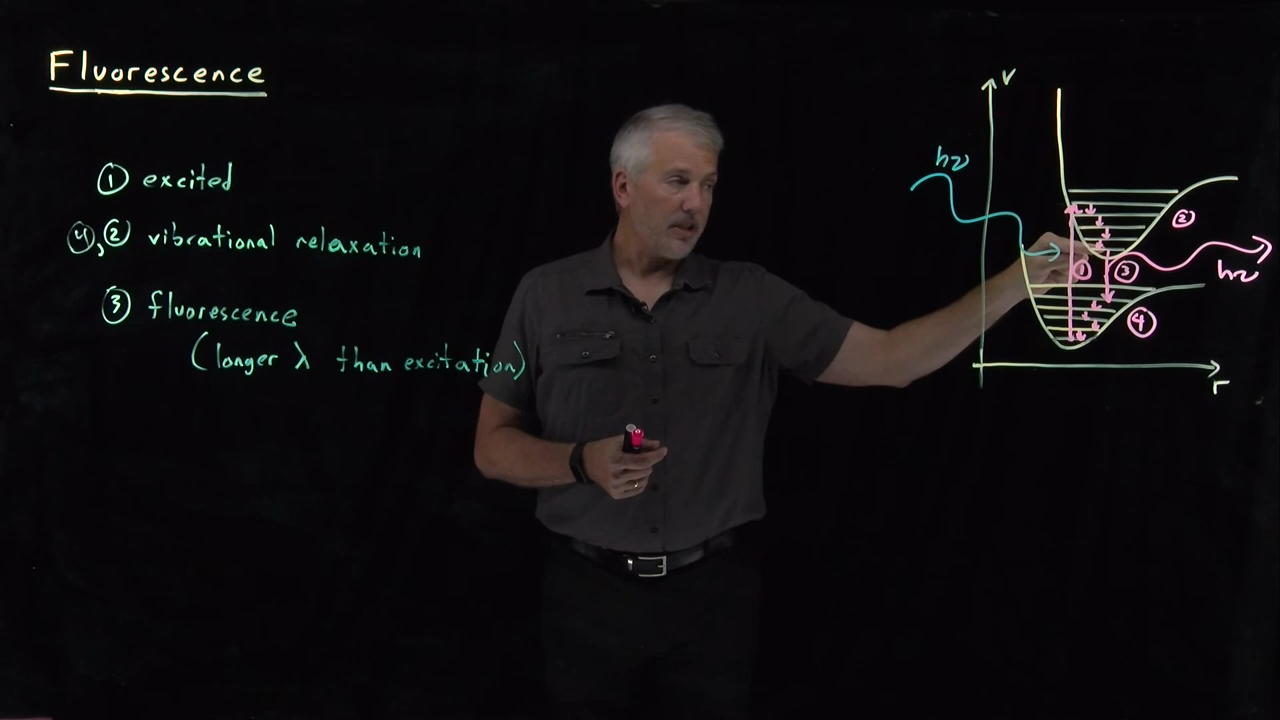 Fluorescence
① excited
④,② vibrational relaxation
③ fluorescence
(longer λ than excitation)
V
hν
②
① ③
hν
④
r